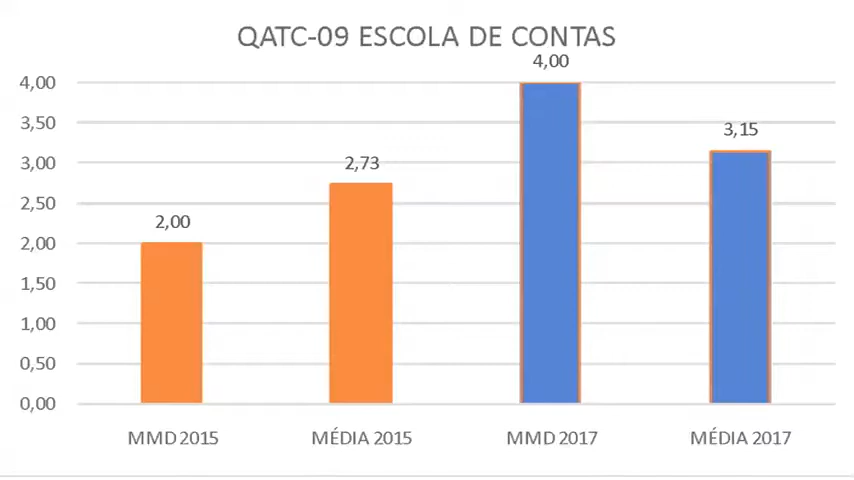 QATC-09 ESCOLA DE CONTAS
4,00
4,00
3,50
3,15
3,00
2,73
2,50
2,00
2,00
1,50
1,00
0,50
0,00
MMD 2015
MÉDIA 2015
MMD 2017
MÉDIA 2017